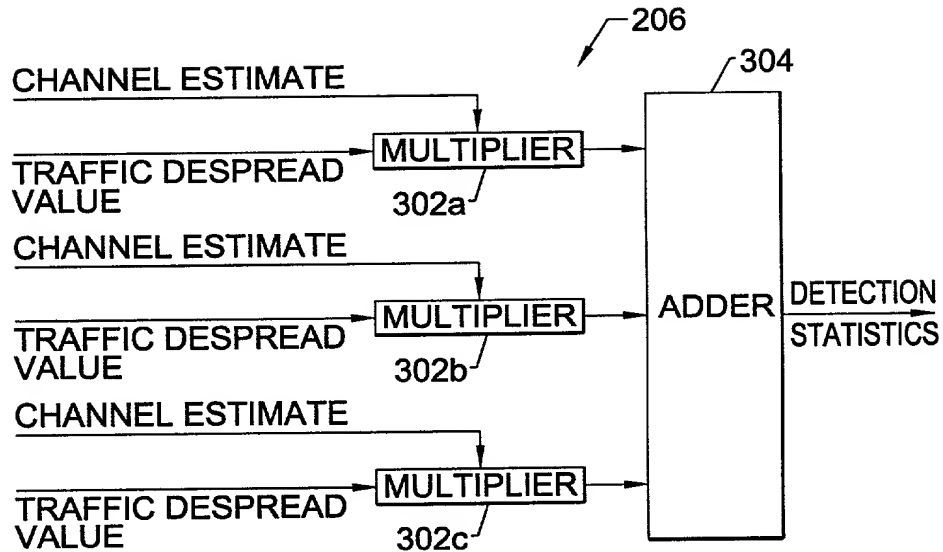 206
304
CHANNEL ESTIMATE
MULTIPLIER
TRAFFIC DESPREAD
VALUE
302a
CHANNEL ESTIMATE
MULTIPLIER
TRAFFIC DESPREAD
VALUE
302b
ADDER
DETECTION
STATISTICS
CHANNEL ESTIMATE
MULTIPLIER
TRAFFIC DESPREAD
VALUE
302c